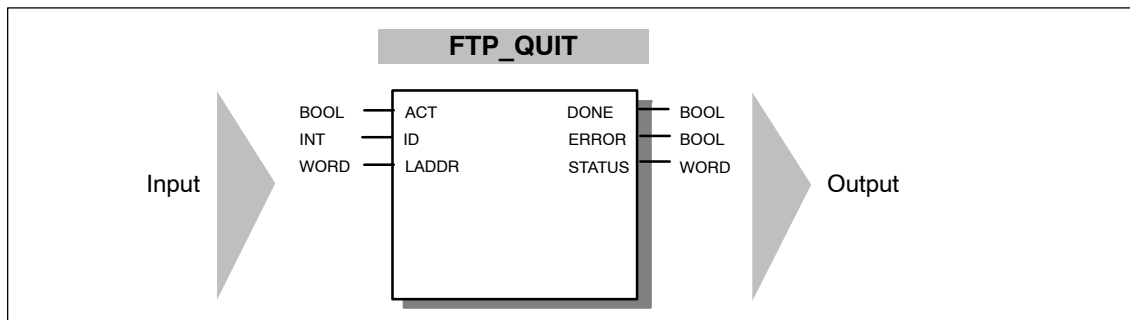 FTP_QUIT
BOOL ACT DONE BOOL
INT ID ERROR BOOL
WORD LADDR STATUS WORD
Input Output